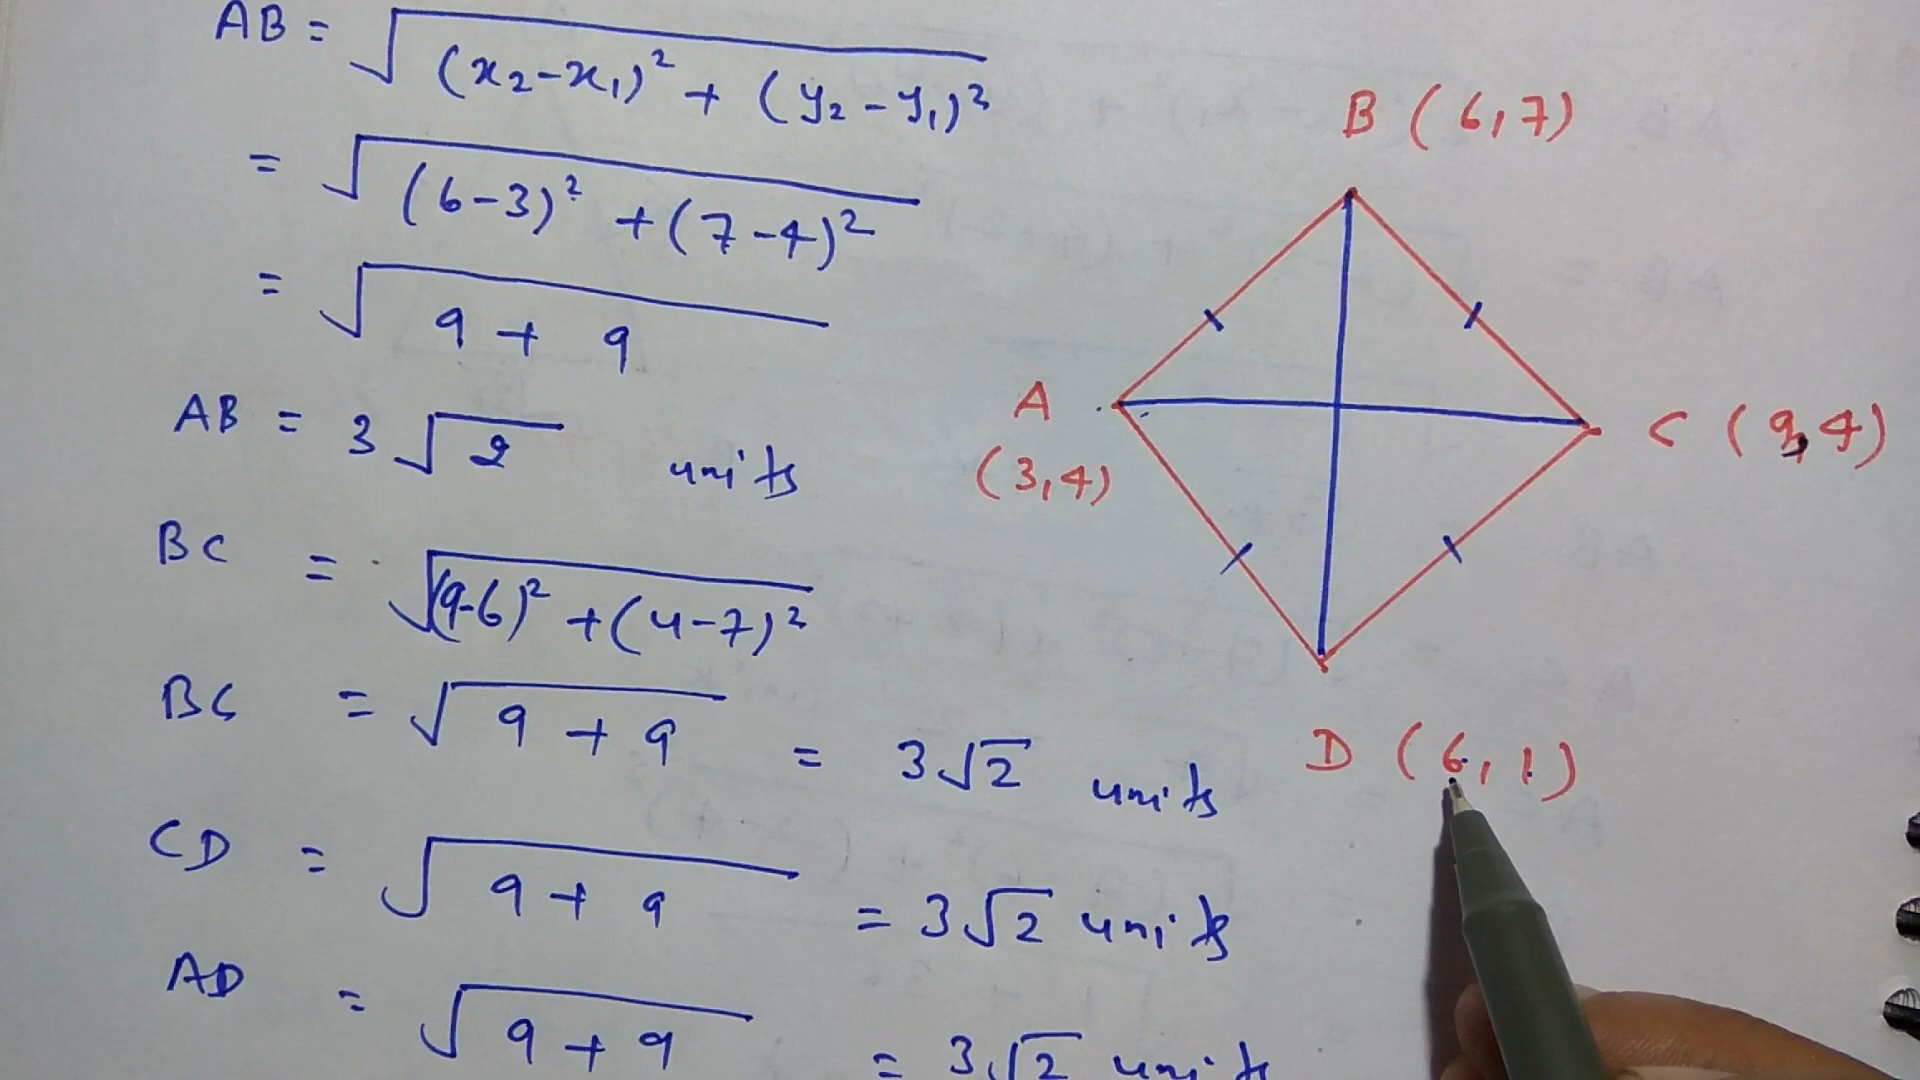 AB = √(x₂-x₁)² + (y₂-y₁)²
= √(6-3)² + (7-4)²
= √9 + 9
AB = 3√2 units
BC = √(9-6)² + (4-7)²
BC = √9 + 9 = 3√2 units
CD = √9 + 9 = 3√2 units
AD = √9 + 9 = 3√2 units
B (6,7)
A
(3,4)
C (9,4)
D (6,1)